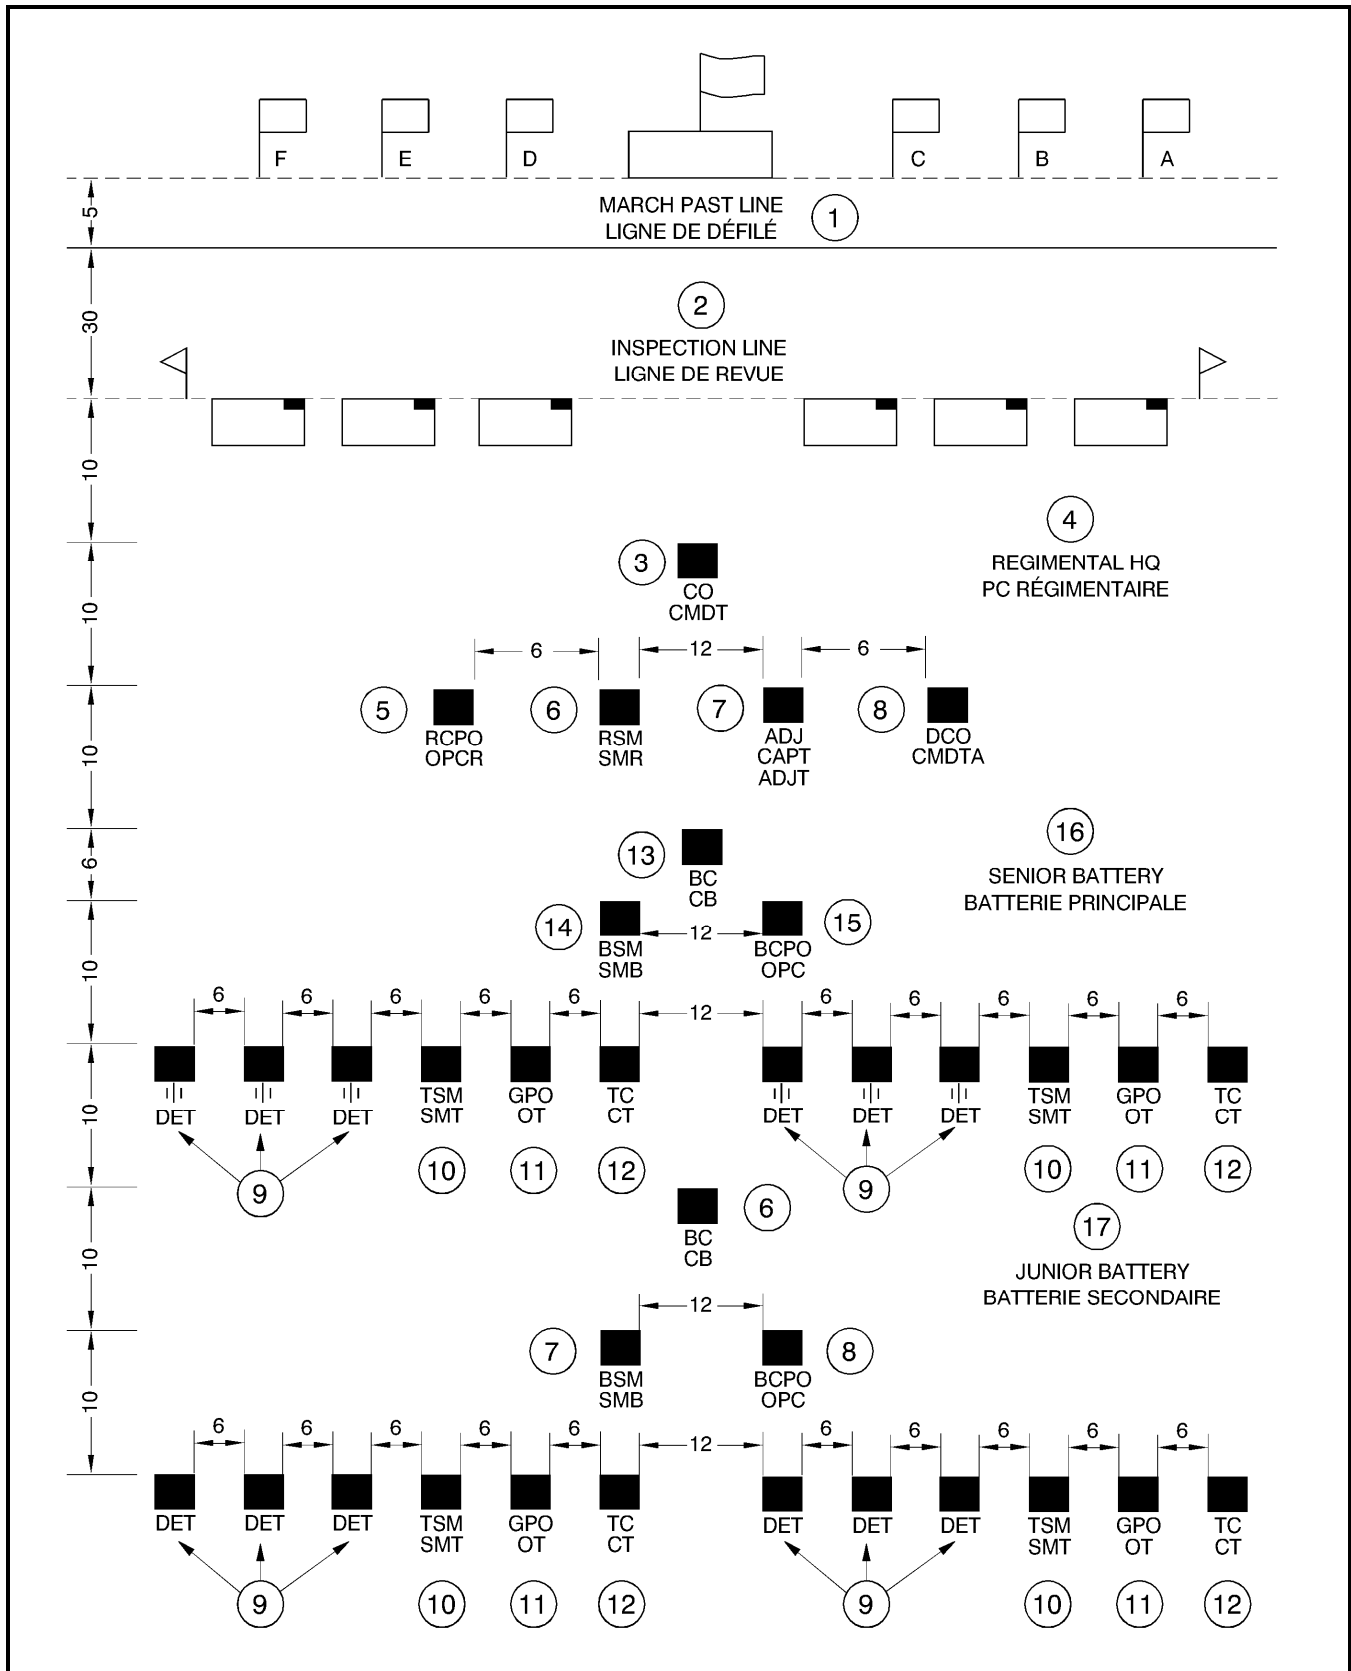 F E D C B A
5
MARCH PAST LINE
LIGNE DE DÉFILÉ
1
30
2
INSPECTION LINE
LIGNE DE REVUE
10
4
REGIMENTAL HQ
PC RÉGIMENTAIRE
3
CO
CMDT
10
6 12 6
5 6 7 8
RCPO RSM ADJ DCO
OPCR SMR CAPT CMDTA
ADJT
10
16
SENIOR BATTERY
BATTERIE PRINCIPALE
13
BC
CB
6
14 12 15
BSM BCPO
SMB OPC
10
6 6 6 6 6 12 6 6 6 6 6
DET DET DET TSM GPO TC DET DET DET TSM GPO TC
SMT OT CT SMT OT CT
9 10 11 12 9 10 11 12
10
6
BC
CB
17
JUNIOR BATTERY
BATTERIE SECONDAIRE
10
12
7 8
BSM BCPO
SMB OPC
10
6 6 6 6 6 12 6 6 6 6 6
DET DET DET TSM GPO TC DET DET DET TSM GPO TC
SMT OT CT SMT OT CT
9 10 11 12 9 10 11 12